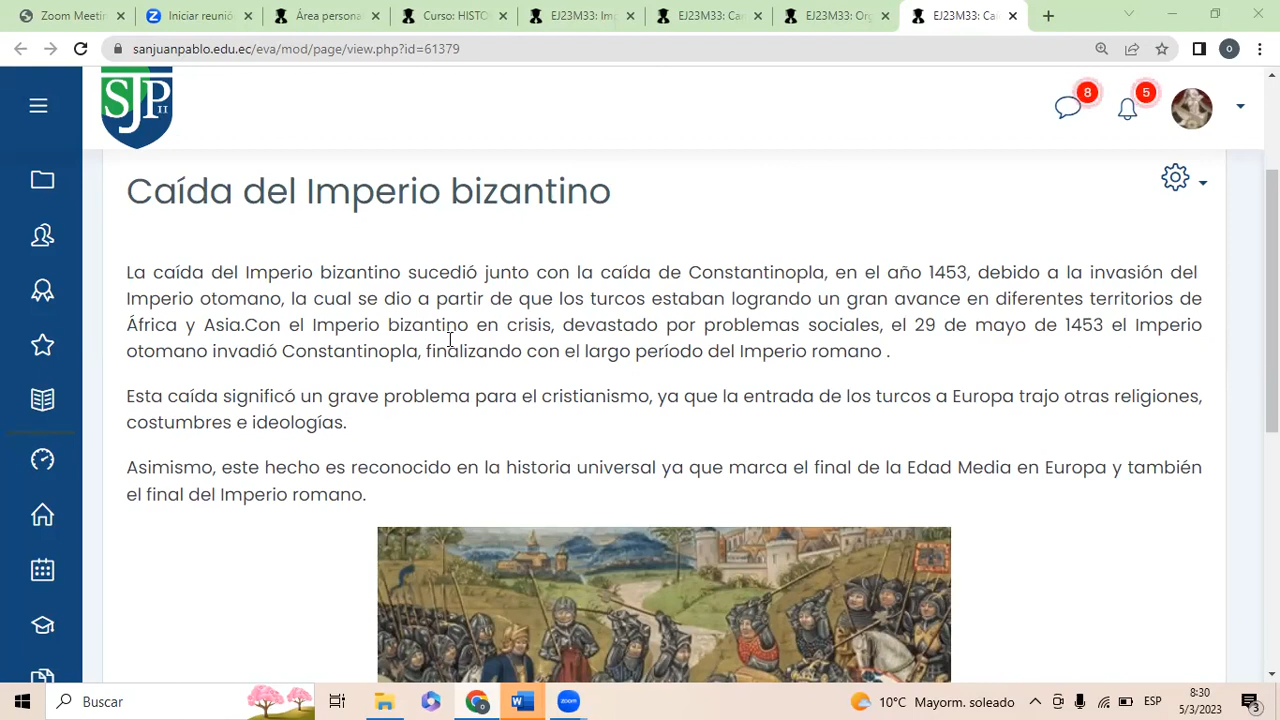 Zoom Meetin
Iniciar reunió
Área persona
Curso: HISTO
EJ23M33: Im
EJ23M33: Ca
EJ23M33: Or
EJ23M33: Ca
sanjuanpablo.edu.ec/eva/mod/page/view.php?id=61379
O
SJP II
8
5
Caída del Imperio bizantino
La caída del Imperio bizantino sucedió junto con la caída de Constantinopla, en el año 1453, debido a la invasión del
Imperio otomano, la cual se dio a partir de que los turcos estaban logrando un gran avance en diferentes territorios de
África y Asia.Con el Imperio bizantino en crisis, devastado por problemas sociales, el 29 de mayo de 1453 el Imperio
otomano invadió Constantinopla, finalizando con el largo período del Imperio romano .
Esta caída significó un grave problema para el cristianismo, ya que la entrada de los turcos a Europa trajo otras religiones,
costumbres e ideologías.
Asimismo, este hecho es reconocido en la historia universal ya que marca el final de la Edad Media en Europa y también
el final del Imperio romano.
Buscar
zoom
10°C Mayorm. soleado
ESP
8:30
5/3/2023
3